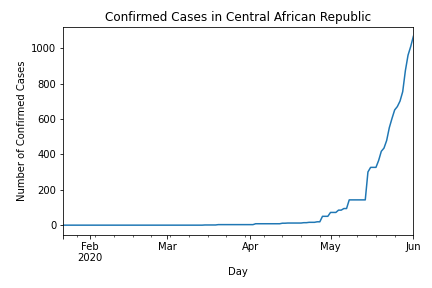 Confirmed Cases in Central African Republic
Number of Confirmed Cases
1000
800
600
400
200
0
Feb
2020
Mar
Apr
May
Jun
Day